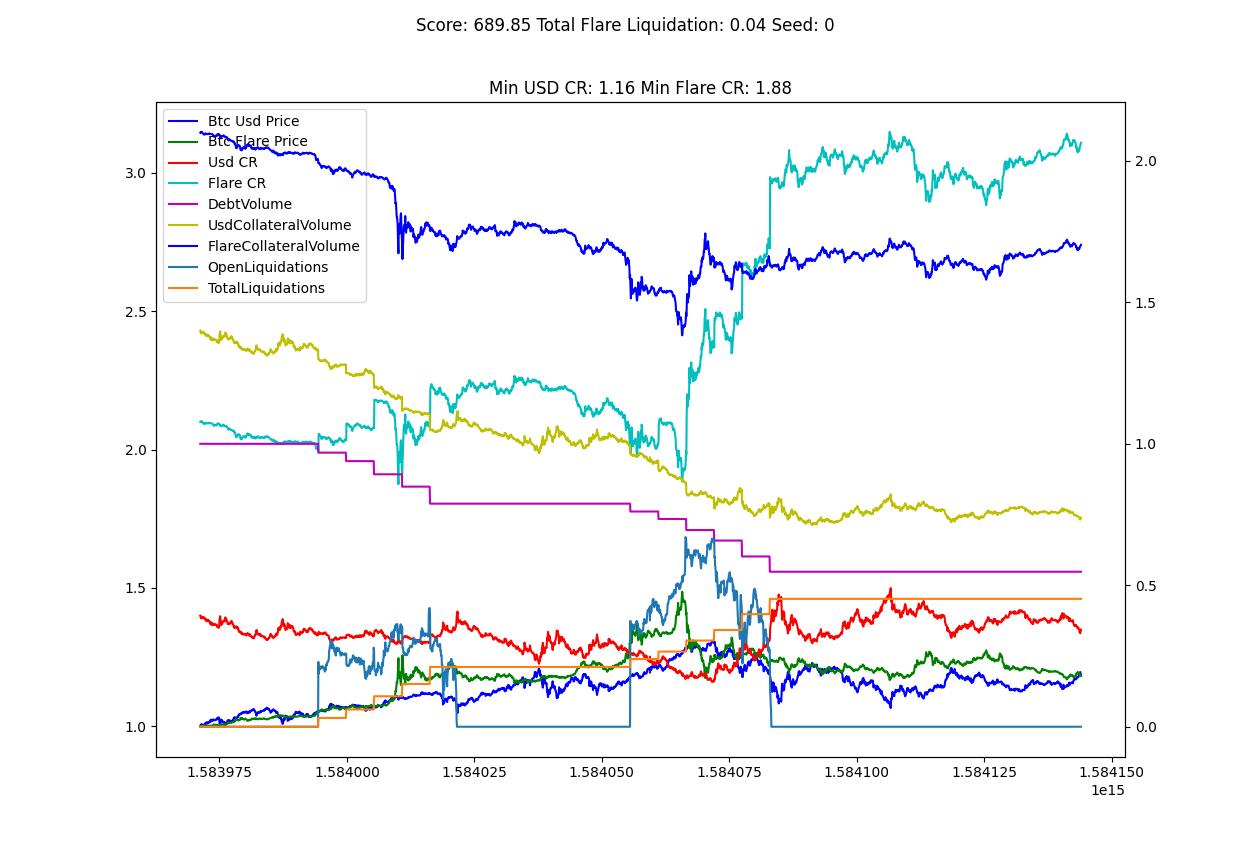 Score: 689.85 Total Flare Liquidation: 0.04 Seed: 0
Min USD CR: 1.16 Min Flare CR: 1.88
Btc Usd Price
Btc Flare Price
Usd CR
Flare CR
DebtVolume
UsdCollateralVolume
FlareCollateralVolume
OpenLiquidations
TotalLiquidations
3.0
2.5
2.0
1.5
1.0
2.0
1.5
1.0
0.5
0.0
1.583975 1.584000 1.584025 1.584050 1.584075 1.584100 1.584125 1.584150
1e15